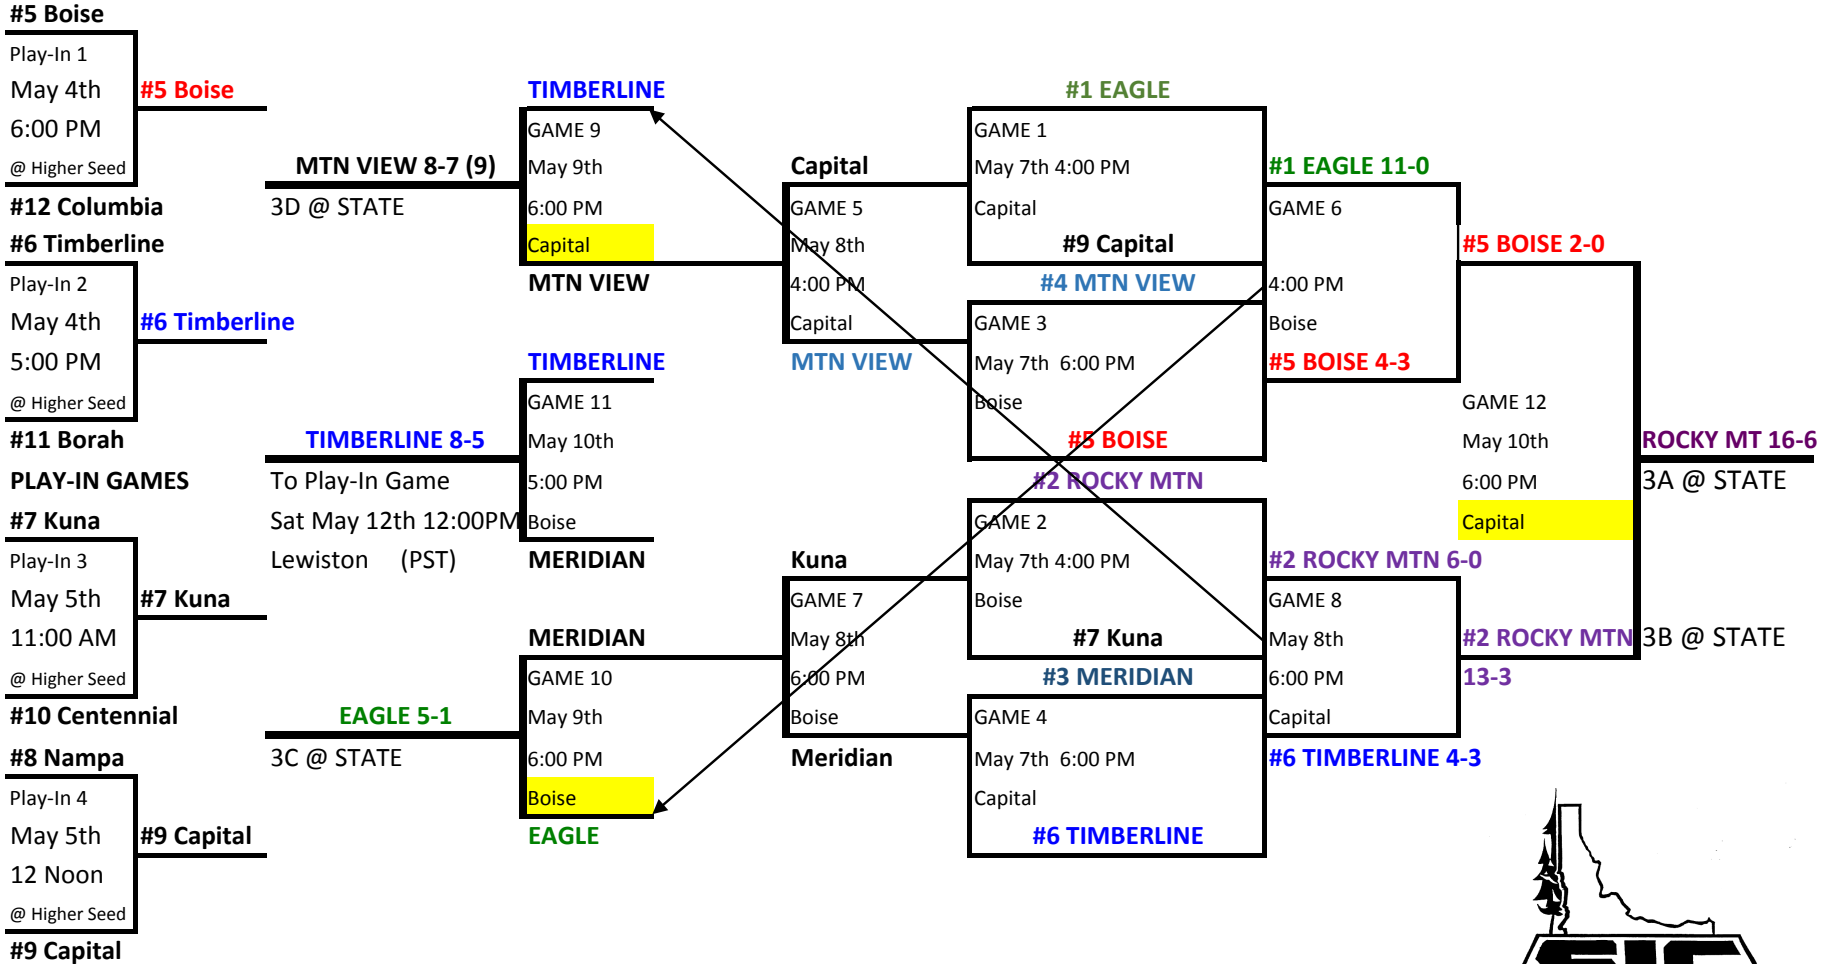 #5 Boise
Play-In 1
May 4th
6:00 PM
@ Higher Seed
#5 Boise
#12 Columbia
#6 Timberline
Play-In 2
May 4th
5:00 PM
@ Higher Seed
#6 Timberline
#11 Borah
PLAY-IN GAMES
#7 Kuna
Play-In 3
May 5th
11:00 AM
@ Higher Seed
#7 Kuna
#10 Centennial
#8 Nampa
Play-In 4
May 5th
12 Noon
@ Higher Seed
#9 Capital
#9 Capital
MTN VIEW 8-7 (9)
3D @ STATE
TIMBERLINE 8-5
To Play-In Game
Sat May 12th 12:00PM
Lewiston (PST)
EAGLE 5-1
3C @ STATE
TIMBERLINE
GAME 9
May 9th
6:00 PM
Capital
MTN VIEW
TIMBERLINE
GAME 11
May 10th
5:00 PM
Boise
MERIDIAN
MERIDIAN
GAME 10
May 9th
6:00 PM
Boise
EAGLE
Capital
GAME 5
May 8th
4:00 PM
Capital
MTN VIEW
Kuna
GAME 7
May 8th
6:00 PM
Boise
Meridian
#1 EAGLE
GAME 1
May 7th 4:00 PM
Capital
#9 Capital
#4 MTN VIEW
GAME 3
May 7th 6:00 PM
Boise
#5 BOISE
#2 ROCKY MTN
GAME 2
May 7th 4:00 PM
Boise
#7 Kuna
#3 MERIDIAN
GAME 4
May 7th 6:00 PM
Capital
#6 TIMBERLINE
#1 EAGLE 11-0
GAME 6
4:00 PM
Boise
#5 BOISE 4-3
#2 ROCKY MTN 6-0
GAME 8
May 8th
6:00 PM
Capital
#6 TIMBERLINE 4-3
#5 BOISE 2-0
GAME 12
May 10th
6:00 PM
Capital
#2 ROCKY MTN
13-3
ROCKY MT 16-6
3A @ STATE
3B @ STATE